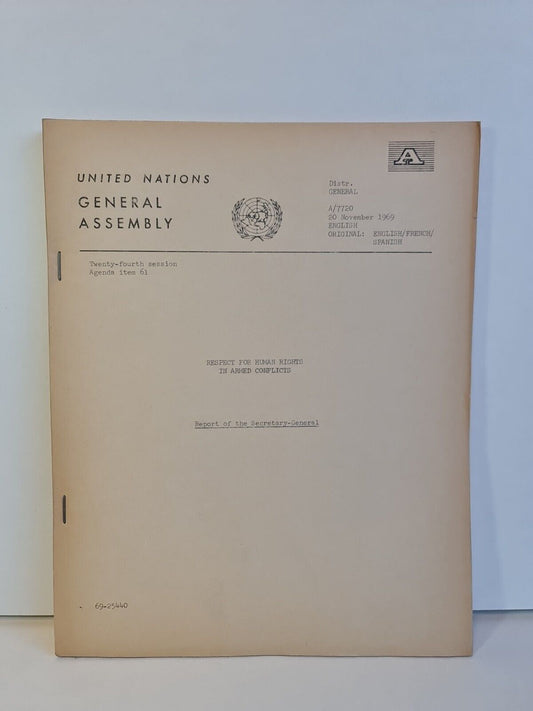 A
UNITED NATIONS
GENERAL
ASSEMBLY
Distr.
GENERAL
A/7720
20 November 1969
ENGLISH
ORIGINAL: ENGLISH/FRENCH/
SPANISH
Twenty-fourth session
Agenda item 61
RESPECT FOR HUMAN RIGHTS
IN ARMED CONFLICTS
Report of the Secretary-General
69-25440